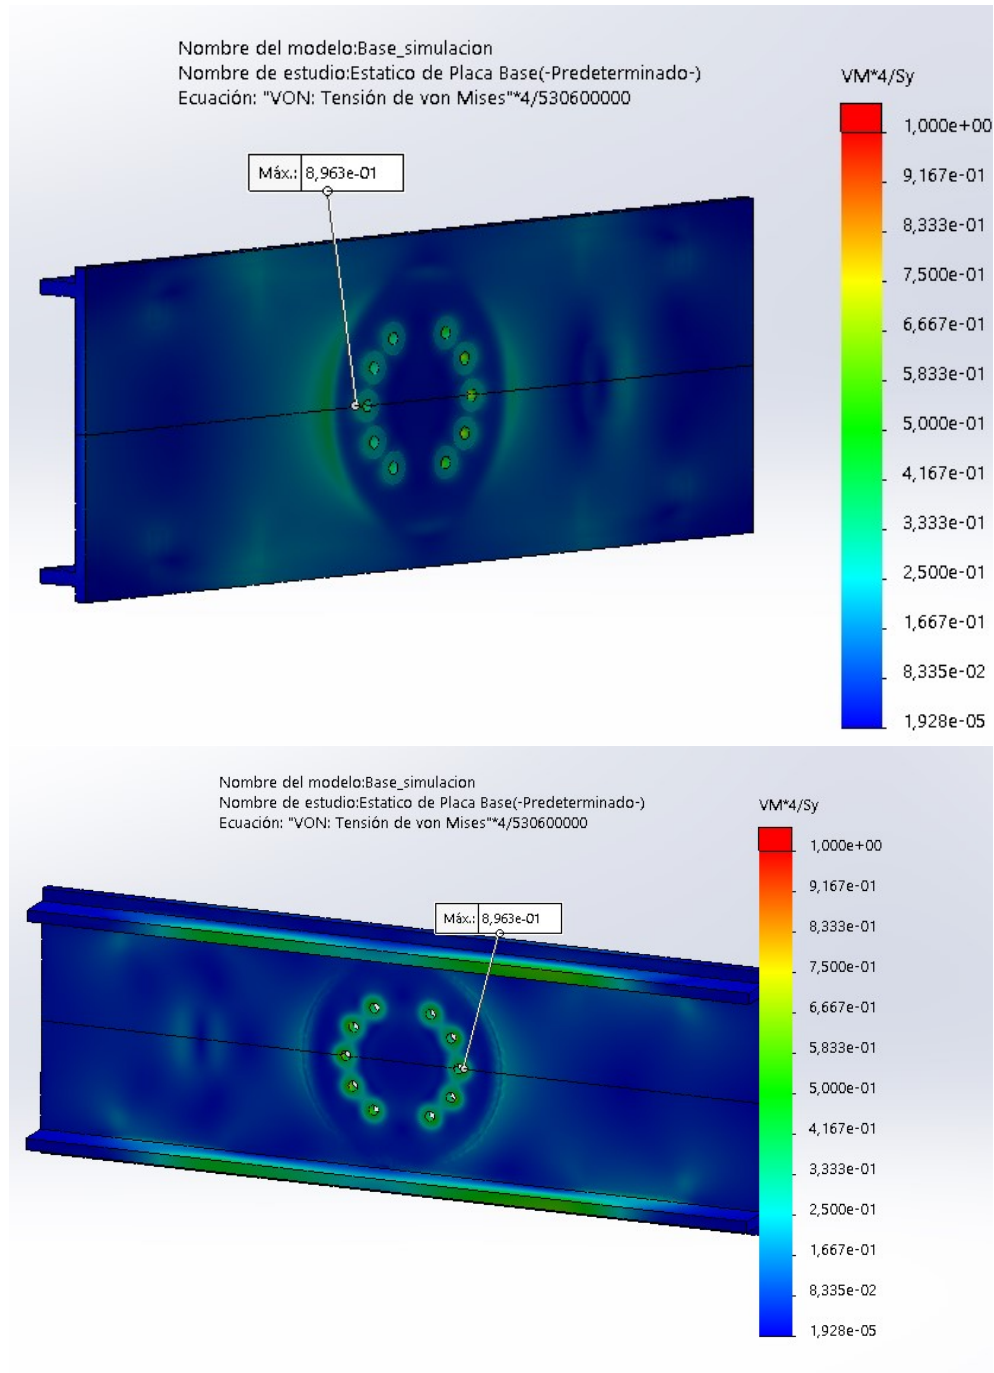 Nombre del modelo:Base_simulacion
Nombre de estudio:Estatico de Placa Base(-Predeterminado-)
Ecuación: "VON: Tensión de von Mises"*4/530600000
VM*4/Sy
Máx.: 8,963e-01
1,000e+00
9,167e-01
8,333e-01
7,500e-01
6,667e-01
5,833e-01
5,000e-01
4,167e-01
3,333e-01
2,500e-01
1,667e-01
8,335e-02
1,928e-05
Nombre del modelo:Base_simulacion
Nombre de estudio:Estatico de Placa Base(-Predeterminado-)
Ecuación: "VON: Tensión de von Mises"*4/530600000
VM*4/Sy
Máx.: 8,963e-01
1,000e+00
9,167e-01
8,333e-01
7,500e-01
6,667e-01
5,833e-01
5,000e-01
4,167e-01
3,333e-01
2,500e-01
1,667e-01
8,335e-02
1,928e-05